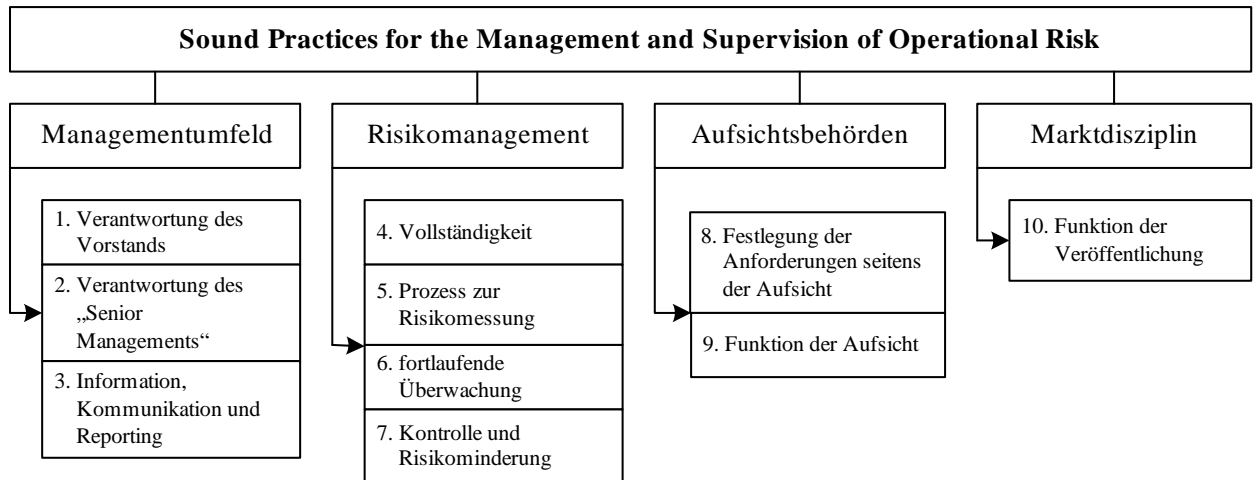 Sound Practices for the Management and Supervision of Operational Risk
Managementumfeld
1. Verantwortung des
Vorstands
2. Verantwortung des
„Senior
Managements“
3. Information,
Kommunikation und
Reporting
Risikomanagement
4. Vollständigkeit
5. Prozess zur
Risikomessung
6. fortlaufende
Überwachung
7. Kontrolle und
Risikominderung
Aufsichtsbehörden
8. Festlegung der
Anforderungen seitens
der Aufsicht
9. Funktion der Aufsicht
Marktdisziplin
10. Funktion der
Veröffentlichung